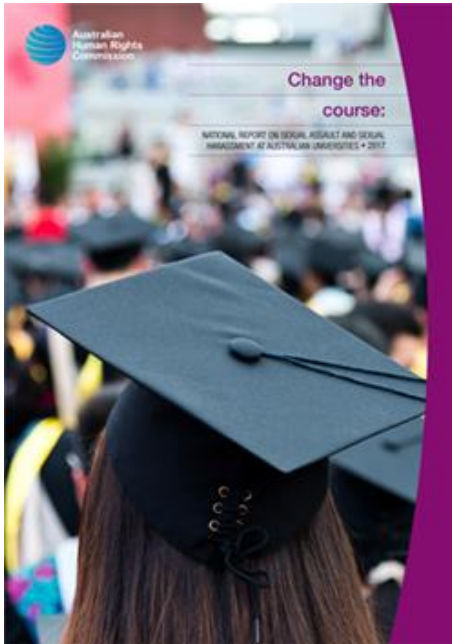 Australian
Human Rights
Commission
Change the
course:
NATIONAL REPORT ON SEXUAL ASSAULT AND SEXUAL
HARASSMENT AT AUSTRALIAN UNIVERSITIES • 2017